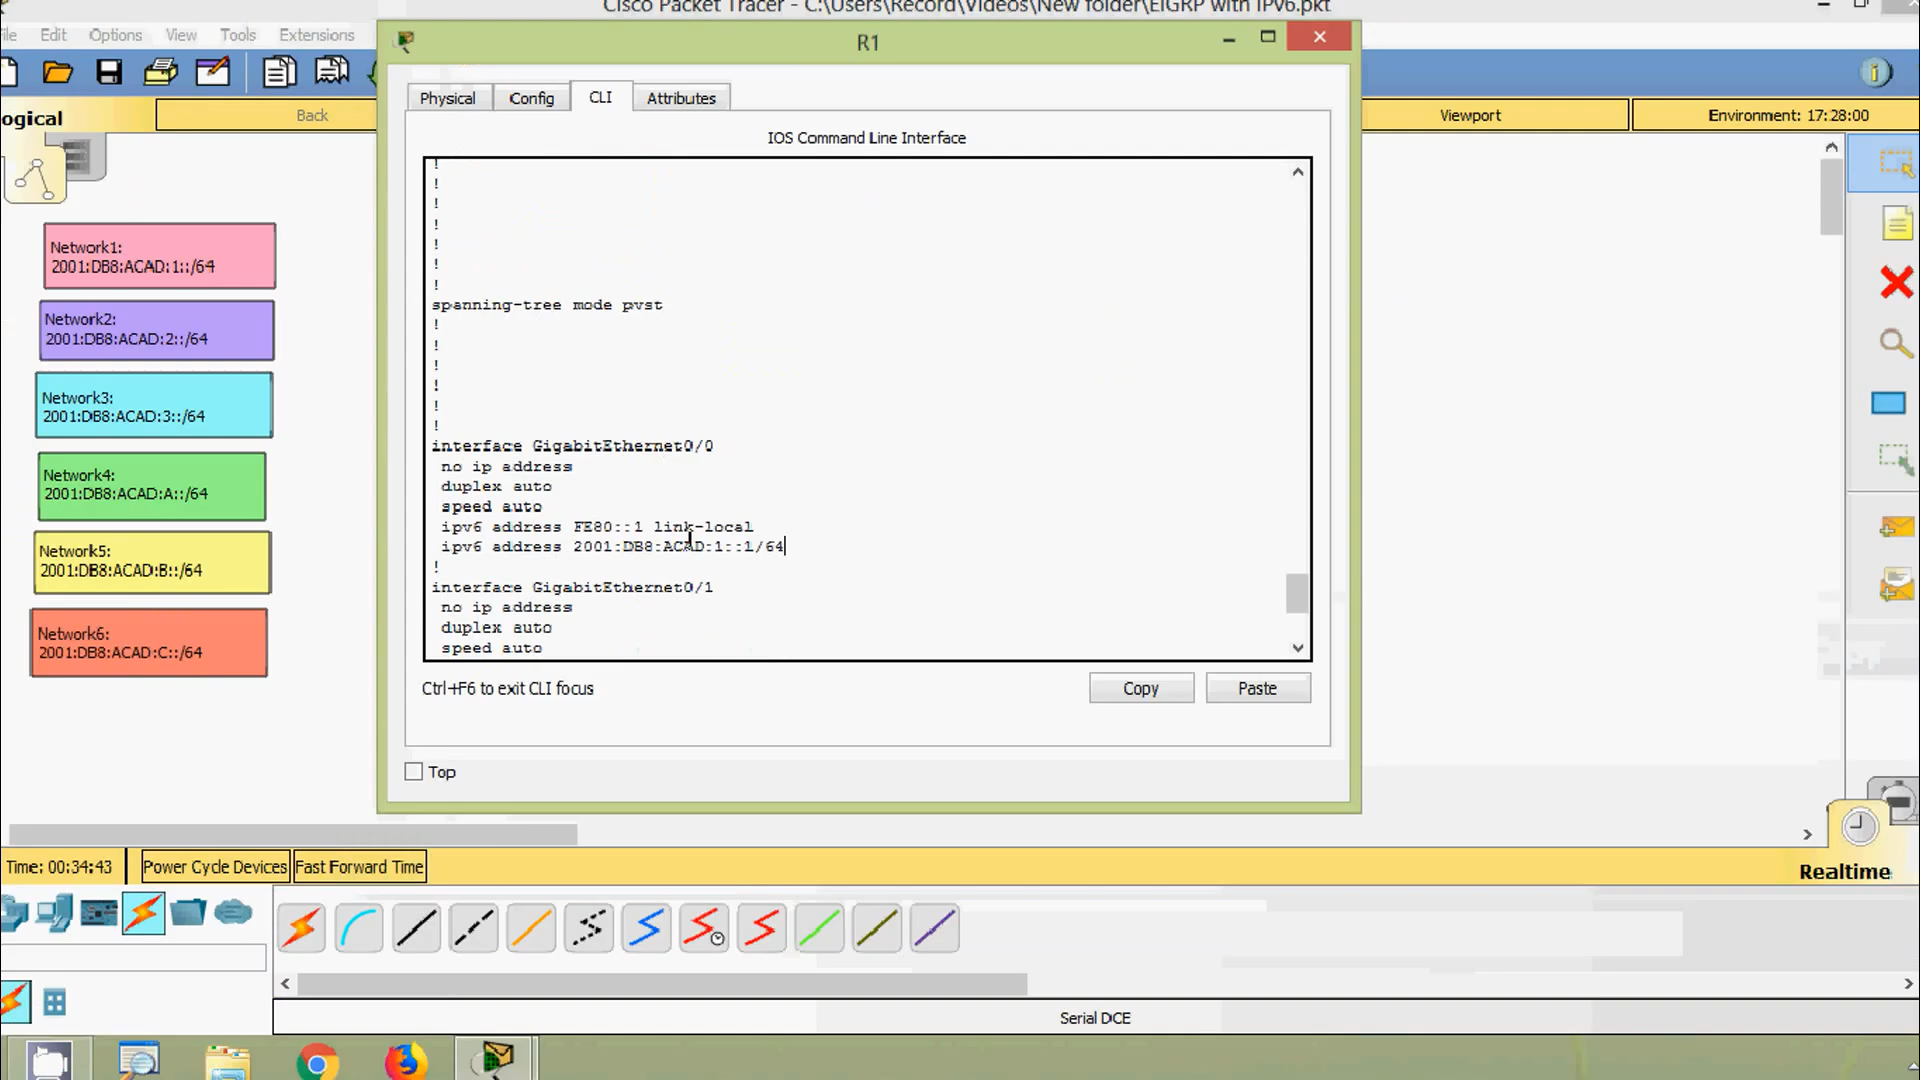 Cisco Packet Tracer - C:\Users\Record\Videos\New folder\EIGRP with IPv6.pkt
Edit Options View Tools Extensions
R1
Physical Config CLI Attributes
Back
Viewport
Environment: 17:28:00
IOS Command Line Interface
Network1:
2001:DB8:ACAD:1::/64
Network2:
2001:DB8:ACAD:2::/64
Network3:
2001:DB8:ACAD:3::/64
Network4:
2001:DB8:ACAD:A::/64
Network5:
2001:DB8:ACAD:B::/64
Network6:
2001:DB8:ACAD:C::/64
!
!
!
!
!
!
!
spanning-tree mode pvst
!
!
!
!
!
!
interface GigabitEthernet0/0
no ip address
duplex auto
speed auto
ipv6 address FE80::1 link-local
ipv6 address 2001:DB8:ACAD:1::1/64
!
interface GigabitEthernet0/1
no ip address
duplex auto
speed auto
Ctrl+F6 to exit CLI focus
Copy
Paste
Top
Time: 00:34:43
Power Cycle Devices
Fast Forward Time
Realtime
Serial DCE